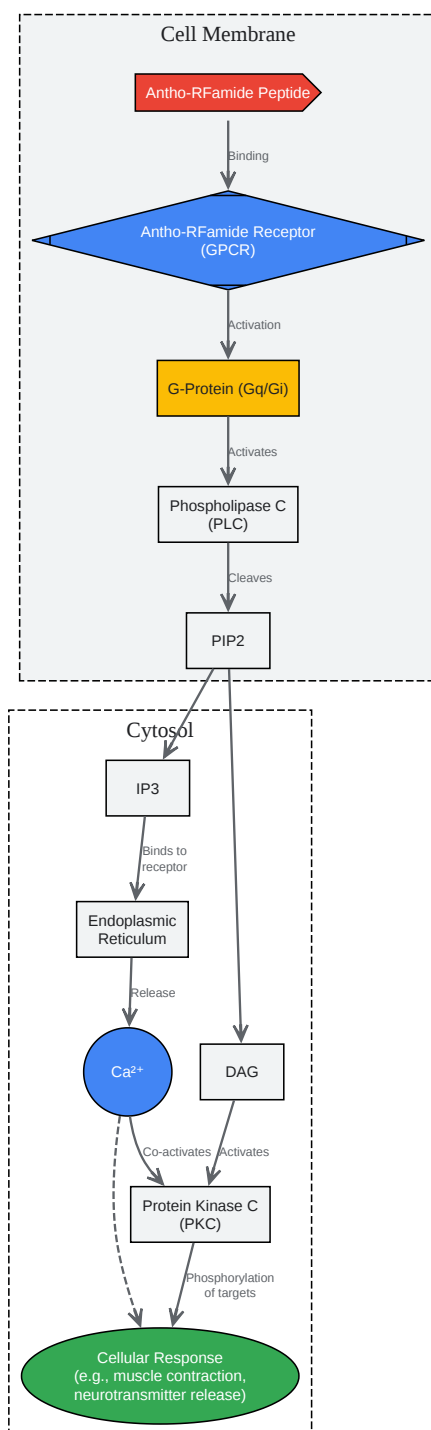 Cell Membrane
Antho-RFamide Peptide
Binding
Antho-RFamide Receptor
(GPCR)
Activation
G-Protein (Gq/Gi)
Activates
Phospholipase C
(PLC)
Cleaves
PIP2
Cytosol
IP3
Binds to
receptor
Endoplasmic
Reticulum
Release
Ca²⁺
DAG
Co-activates
Activates
Protein Kinase C
(PKC)
Phosphorylation
of targets
Cellular Response
(e.g., muscle contraction,
neurotransmitter release)